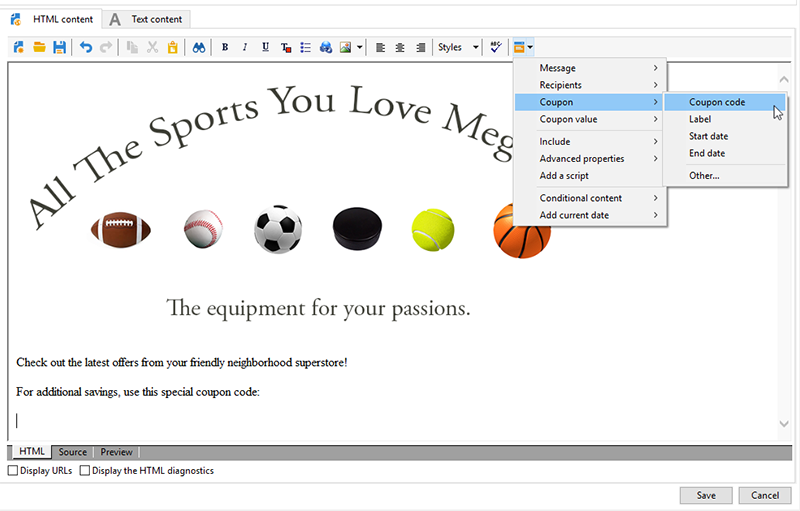 HTML content
Text content
B I U Styles ABC
All The Sports You Love Meg
The equipment for your passions.
Check out the latest offers from your friendly neighborhood superstore!
For additional savings, use this special coupon code:
Message
Recipients
Coupon
Coupon value
Include
Advanced properties
Add a script
Conditional content
Add current date
Coupon code
Label
Start date
End date
Other...
HTML Source Preview
Display URLs Display the HTML diagnostics
Save Cancel